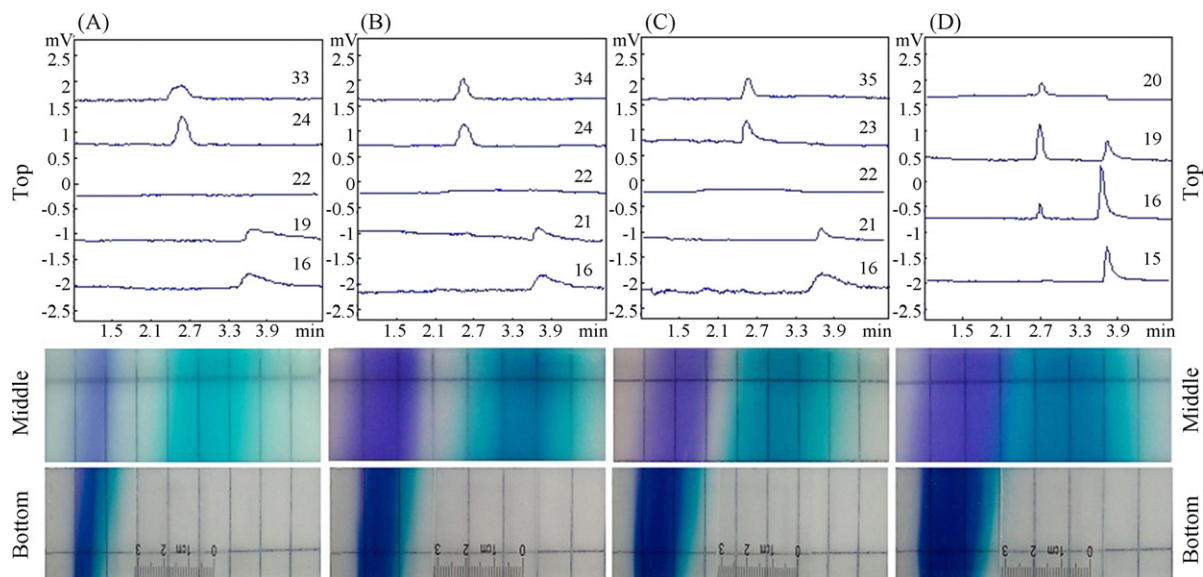 (A) (B) (C) (D)
mV mV mV mV
2.5 2.5 2.5 2.5
33 34 35 20
2 2 2 2
1.5 1.5 1.5 1.5
24 24 23 19
1 1 1 1
0.5 0.5 0.5 0.5
Top 0 22 0 22 0 22 0 16 Top
-0.5 -0.5 -0.5 -0.5
19 21 21 15
-1 -1 -1 -1
-1.5 -1.5 -1.5 -1.5
16 16 16
-2 -2 -2 -2
-2.5 -2.5 -2.5 -2.5
1.5 2.1 2.7 3.3 3.9 min 1.5 2.1 2.7 3.3 3.9 min 1.5 2.1 2.7 3.3 3.9 min 1.5 2.1 2.7 3.3 3.9 min
Middle Middle
Bottom Bottom
3 2 1cm 0 3 2 1cm 0 3 2 1cm 0 3 2 1cm 0